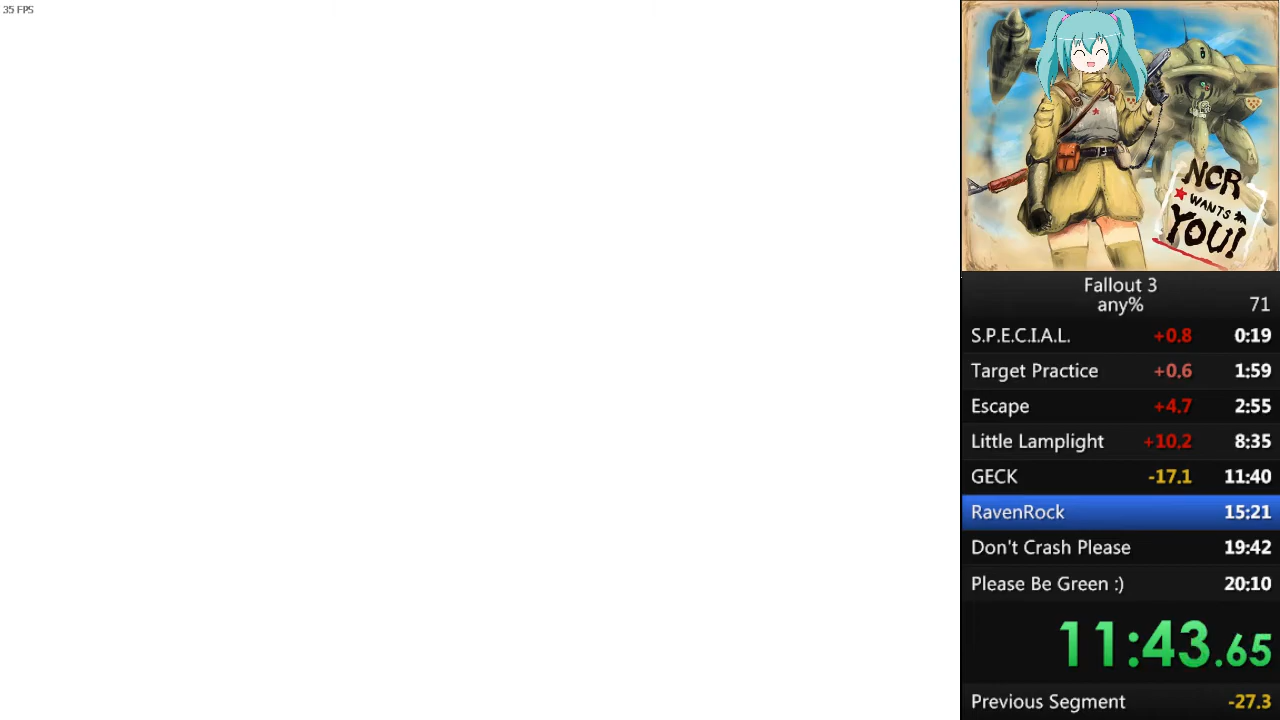 35 FPS
NCR
WANTS
YOU!
Fallout 3
any% 71
S.P.E.C.I.A.L. +0.8 0:19
Target Practice +0.6 1:59
Escape +4.7 2:55
Little Lamplight +10.2 8:35
GECK -17.1 11:40
RavenRock 15:21
Don't Crash Please 19:42
Please Be Green :) 20:10
11:43.65
Previous Segment -27.3